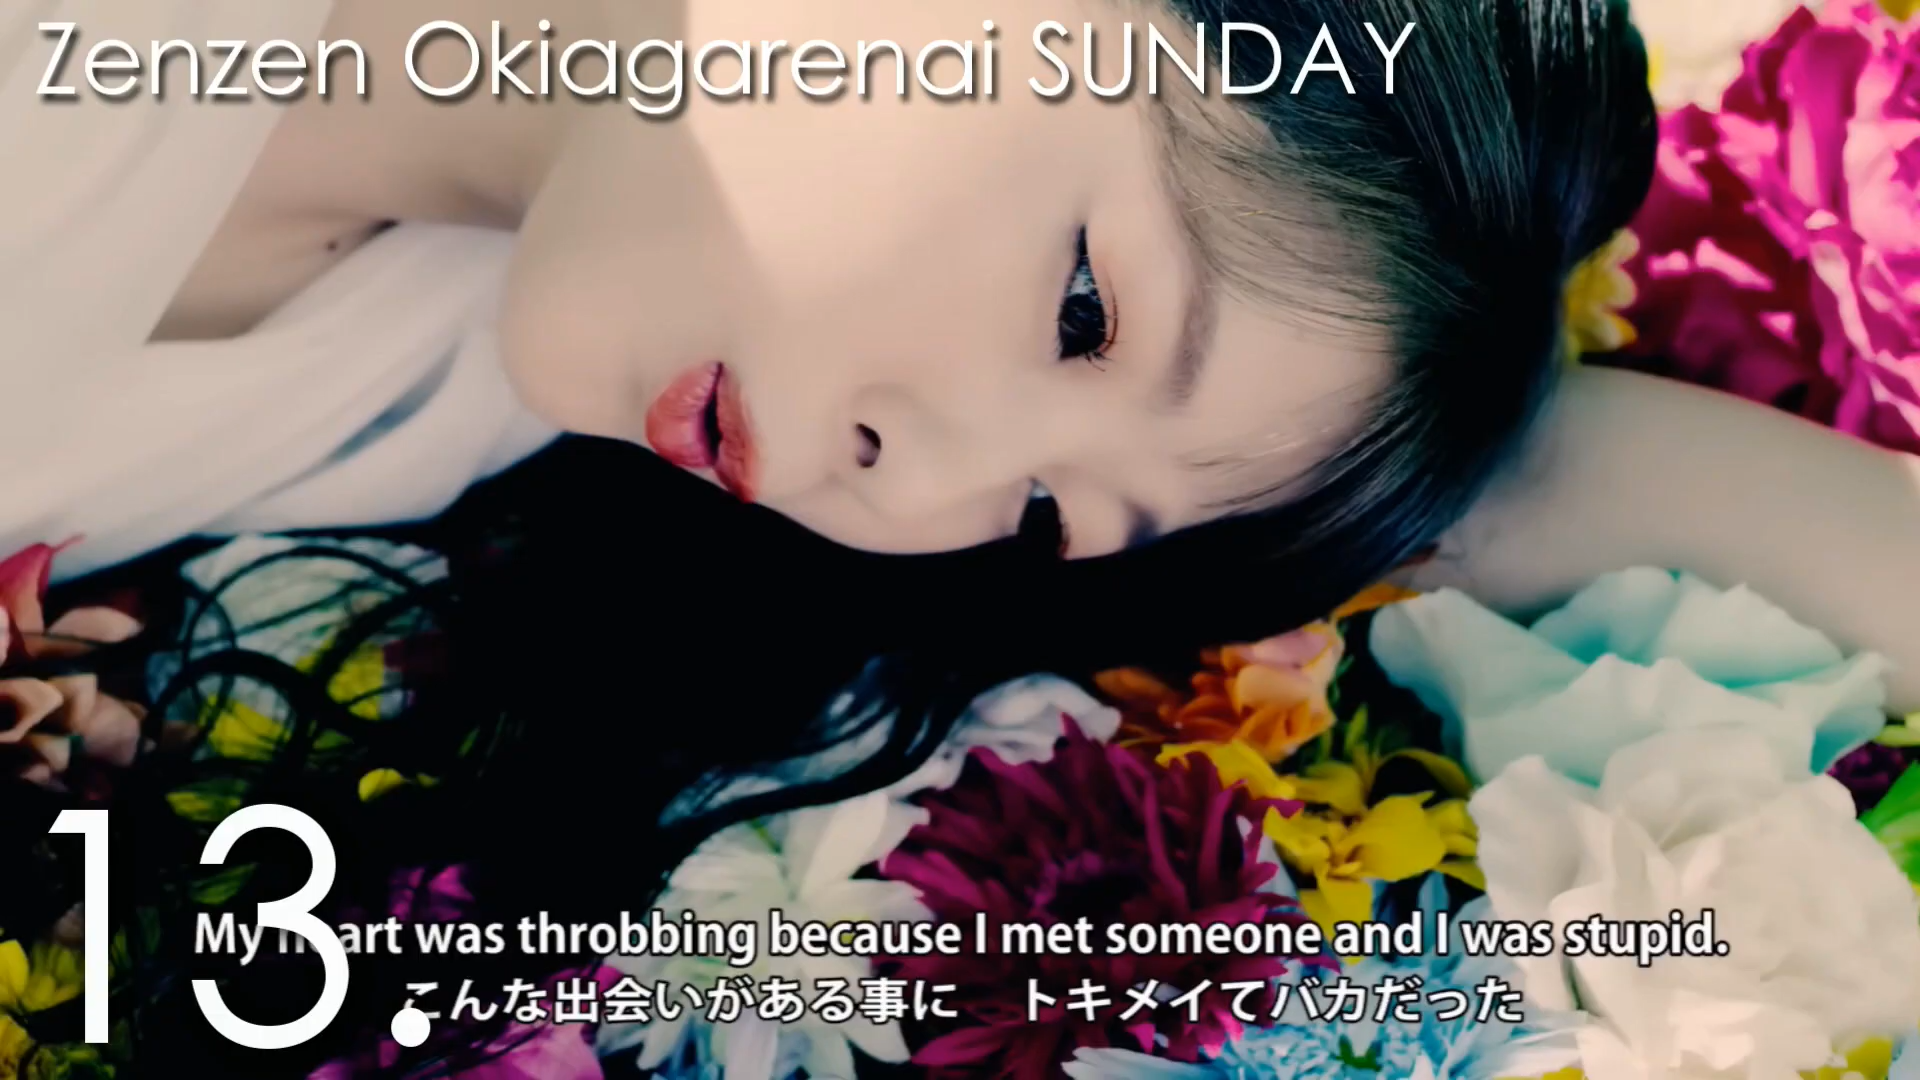 Zenzen Okiagarenai SUNDAY
13.
My heart was throbbing because I met someone and I was stupid.
こんな出会いがある事に　トキメイてバカだった